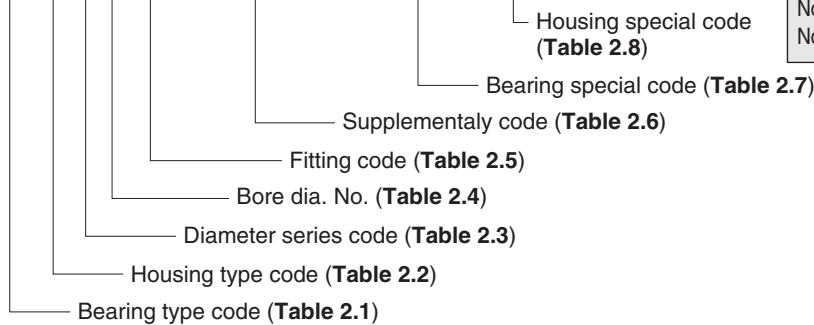 Housing special code
(Table 2.8)
No
No
Bearing special code (Table 2.7)
Supplementaly code (Table 2.6)
Fitting code (Table 2.5)
Bore dia. No. (Table 2.4)
Diameter series code (Table 2.3)
Housing type code (Table 2.2)
Bearing type code (Table 2.1)